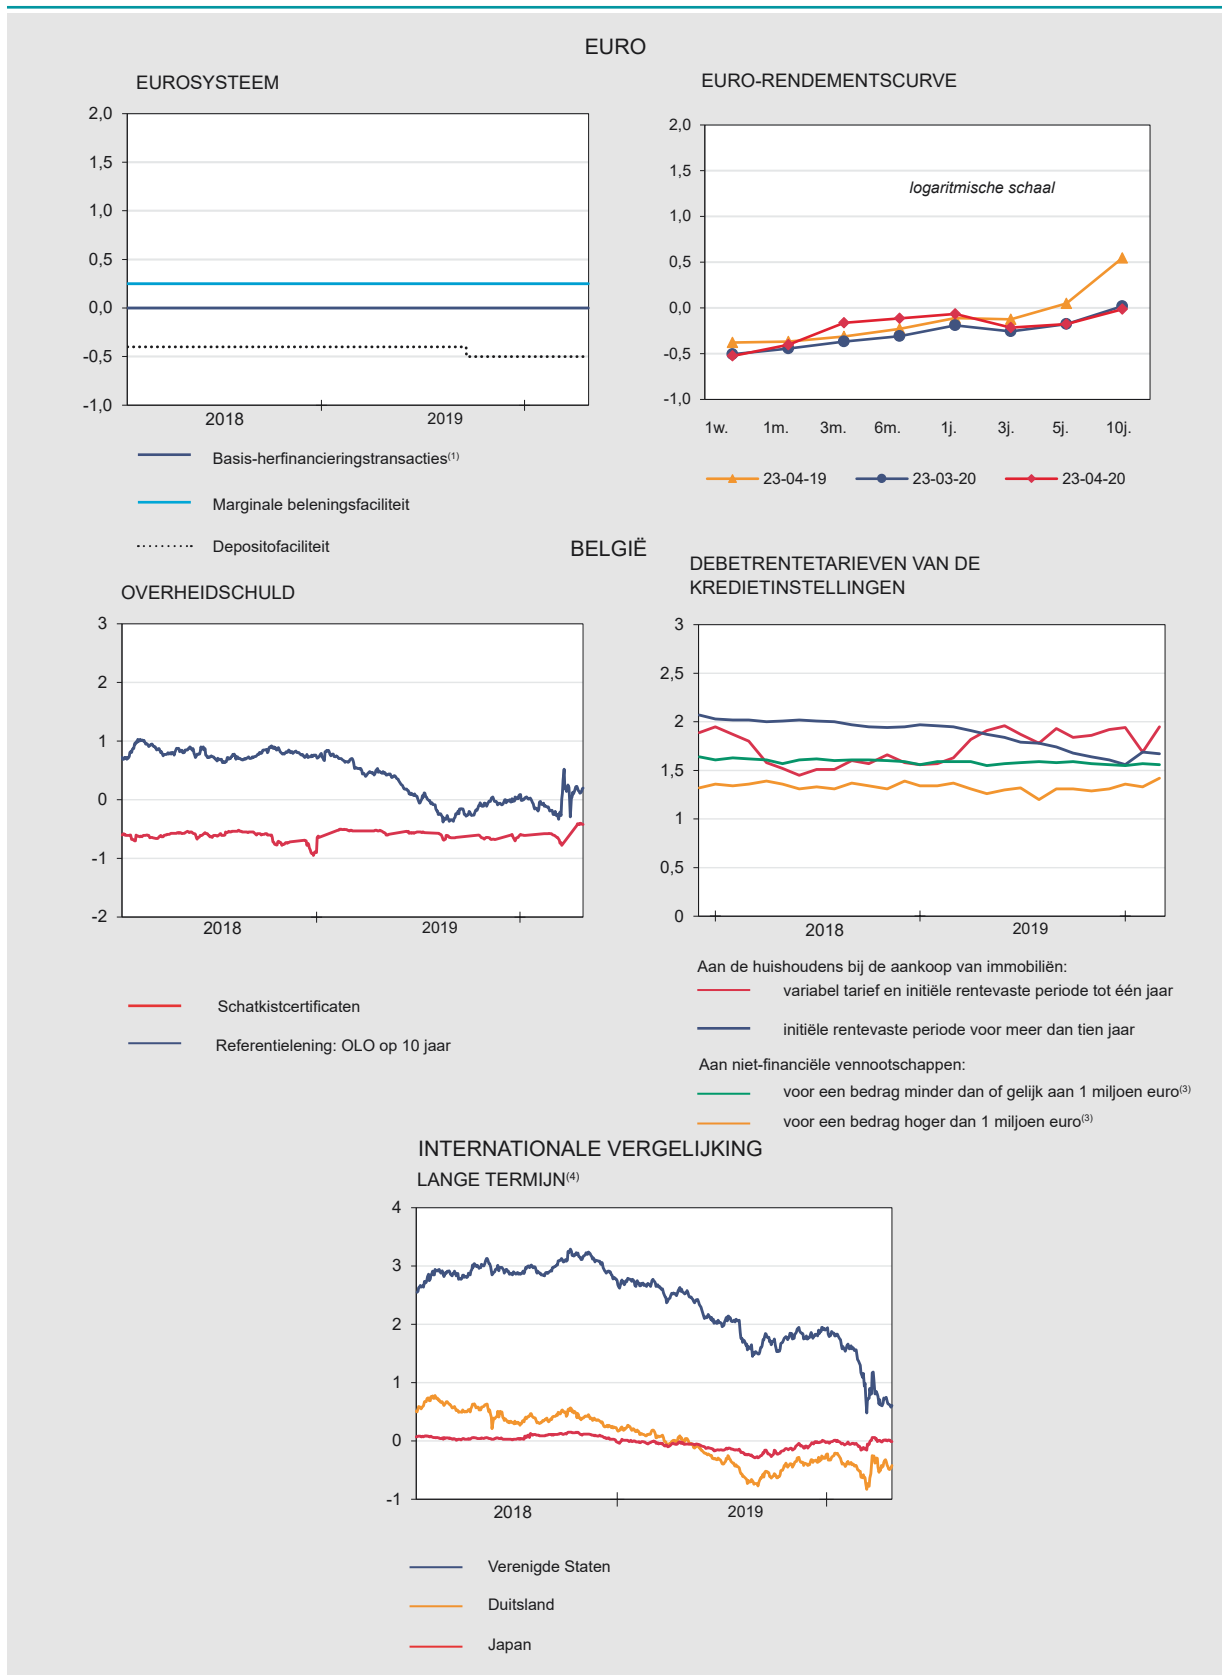 EURO
EUROSYSTEEM
2,0
1,5
1,0
0,5
0,0
-0,5
-1,0
2018
2019
Basis-herfinancieringstransacties(1)
Marginale beleningsfaciliteit
Depositofaciliteit
EURO-RENDEMENTSCURVE
2,0
1,5
1,0
0,5
0,0
-0,5
-1,0
logaritmische schaal
1w. 1m. 3m. 6m. 1j. 3j. 5j. 10j.
23-04-19 23-03-20 23-04-20
BELGIË
OVERHEIDSCHULD
3
2
1
0
-1
-2
2018
2019
Schatkistcertificaten
Referentielening: OLO op 10 jaar
DEBETRENTETARIEVEN VAN DE
KREDIETINSTELLINGEN
3
2,5
2
1,5
1
0,5
0
2018
2019
Aan de huishoudens bij de aankoop van immobiliën:
variabel tarief en initiële rentevaste periode tot één jaar
initiële rentevaste periode voor meer dan tien jaar
Aan niet-financiële vennootschappen:
voor een bedrag minder dan of gelijk aan 1 miljoen euro(3)
voor een bedrag hoger dan 1 miljoen euro(3)
INTERNATIONALE VERGELIJKING
LANGE TERMIJN(4)
4
3
2
1
0
-1
2018
2019
Verenigde Staten
Duitsland
Japan